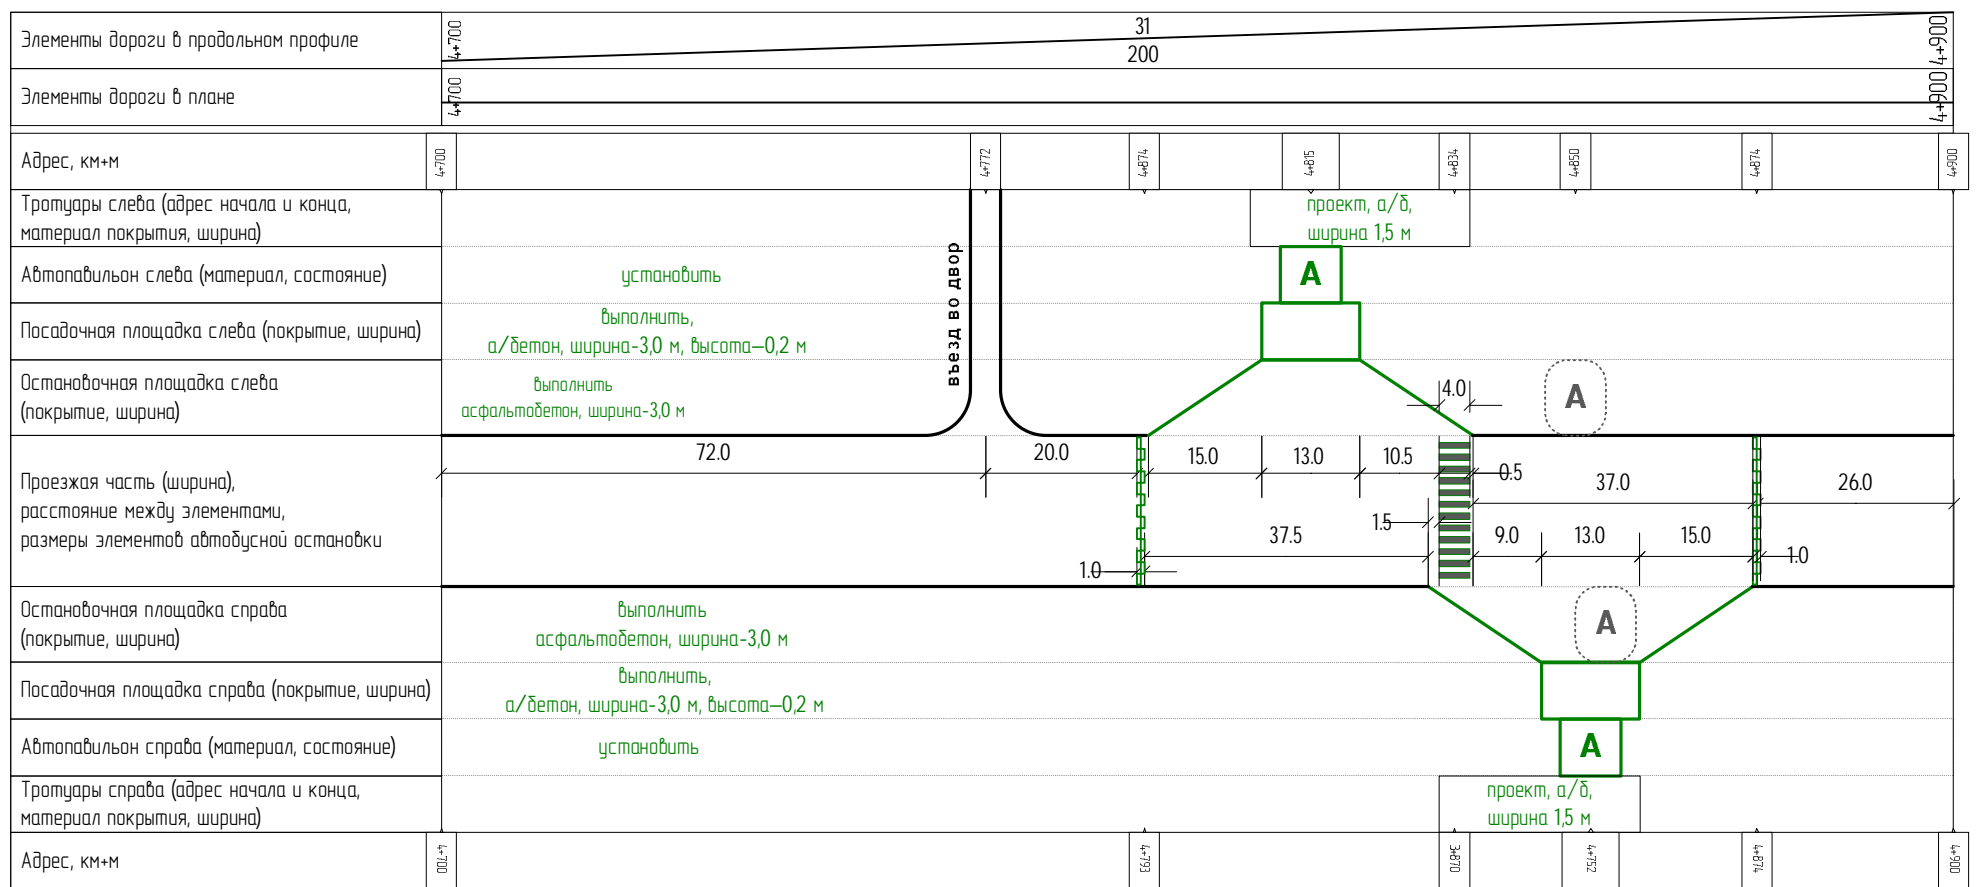 Элементы дороги в продольном профиле
4+700
31
200
4+900
Элементы дороги в плане
4+700
4+900
Адрес, км+м
4+700
4+772
4+874
4+815
4+834
4+850
4+874
4+900
Тротуары слева (адрес начала и конца,
материал покрытия, ширина)
проект, а/б,
ширина 1,5 м
Автопавильон слева (материал, состояние)
установить
А
въезд во двор
Посадочная площадка слева (покрытие, ширина)
выполнить,
а/бетон, ширина-3,0 м, высота–0,2 м
Остановочная площадка слева
(покрытие, ширина)
выполнить
асфальтобетон, ширина-3,0 м
4.0
А
Проезжая часть (ширина),
расстояние между элементами,
размеры элементов автобусной остановки
72.0
20.0
15.0
13.0
10.5
0.5
37.0
26.0
1.5
37.5
9.0
13.0
15.0
1.0
1.0
Остановочная площадка справа
(покрытие, ширина)
выполнить
асфальтобетон, ширина-3,0 м
А
Посадочная площадка справа (покрытие, ширина)
выполнить,
а/бетон, ширина-3,0 м, высота–0,2 м
Автопавильон справа (материал, состояние)
установить
А
Тротуары справа (адрес начала и конца,
материал покрытия, ширина)
проект, а/б,
ширина 1,5 м
Адрес, км+м
4+700
4+793
3+870
4+752
4+874
4+900